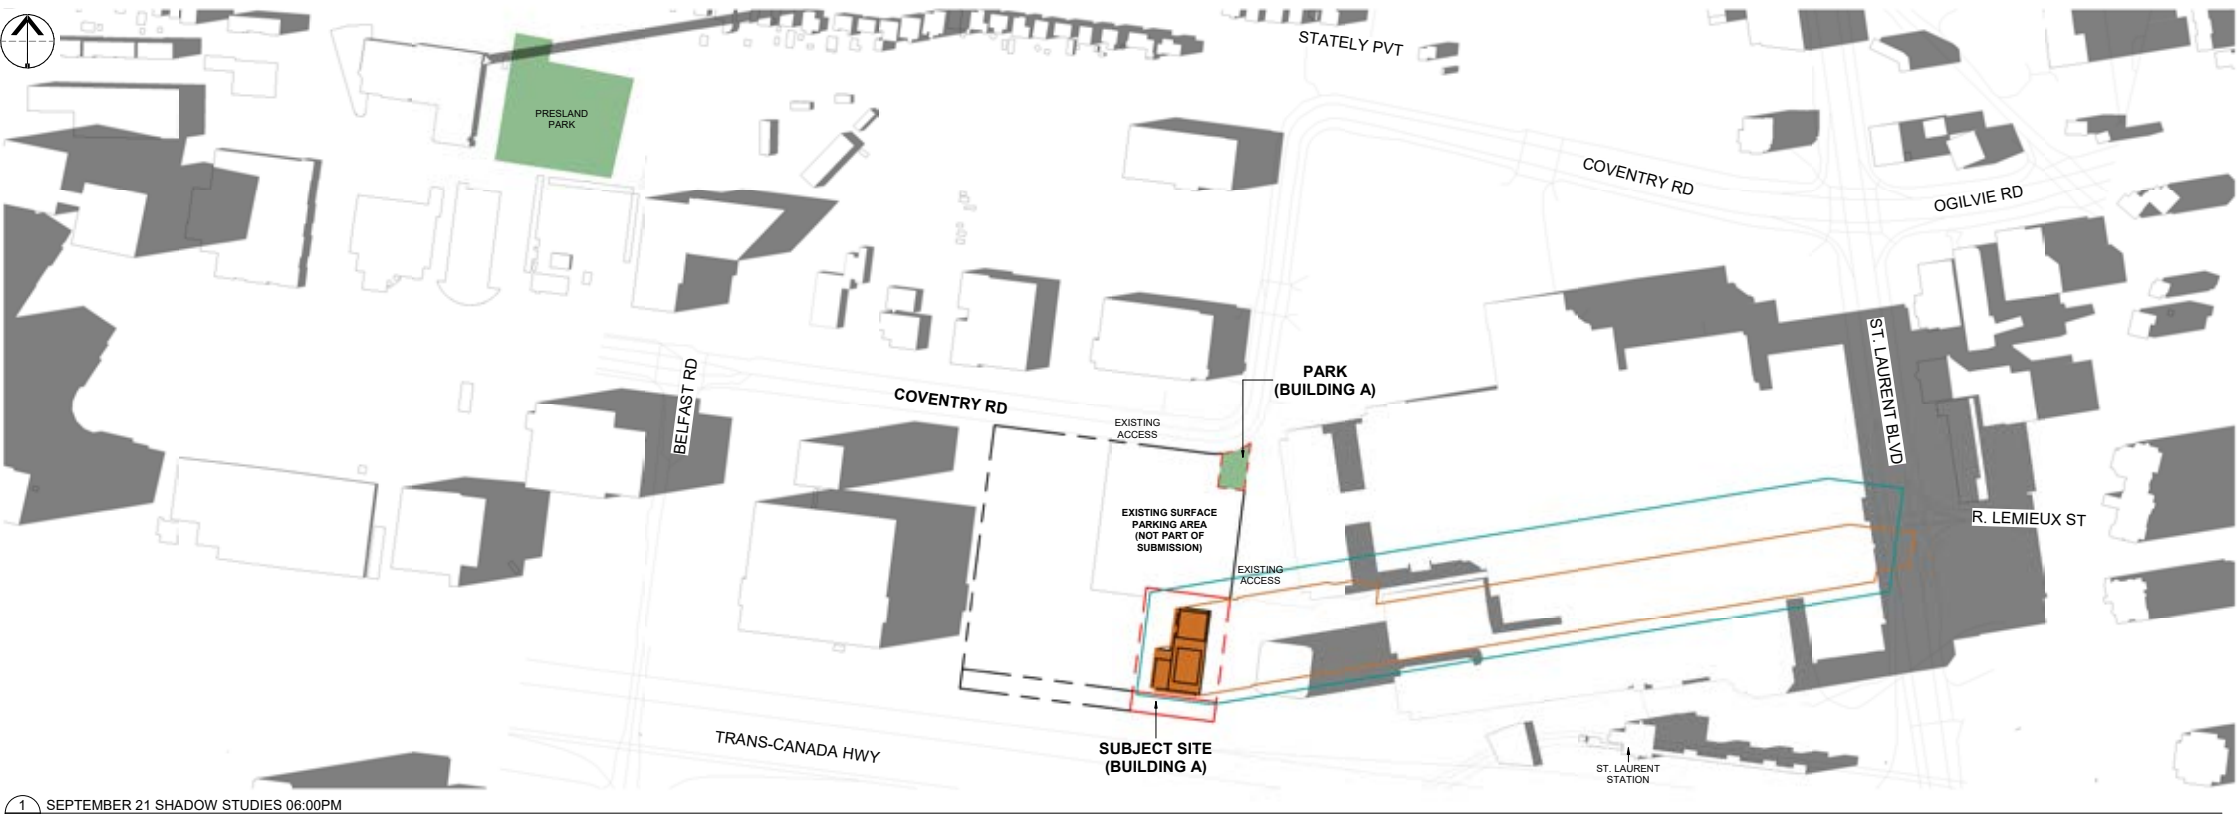 STATELY PVT
PRESLAND
PARK
COVENTRY RD
OGILVIE RD
ST. LAURENT BLVD
BELFAST RD
COVENTRY RD
PARK
(BUILDING A)
EXISTING
ACCESS
EXISTING SURFACE
PARKING AREA
(NOT PART OF
SUBMISSION)
R. LEMIEUX ST
EXISTING
ACCESS
TRANS-CANADA HWY
SUBJECT SITE
(BUILDING A)
ST. LAURENT
STATION
1 SEPTEMBER 21 SHADOW STUDIES 06:00PM